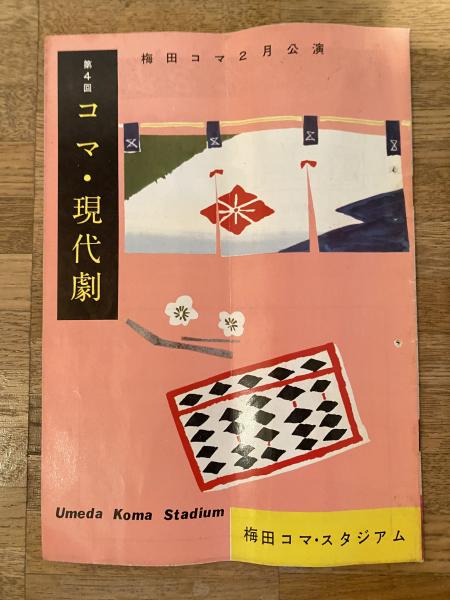 梅田コマ2月公演
第4回
コマ・現代劇
Umeda Koma Stadium
梅田コマ・スタジアム